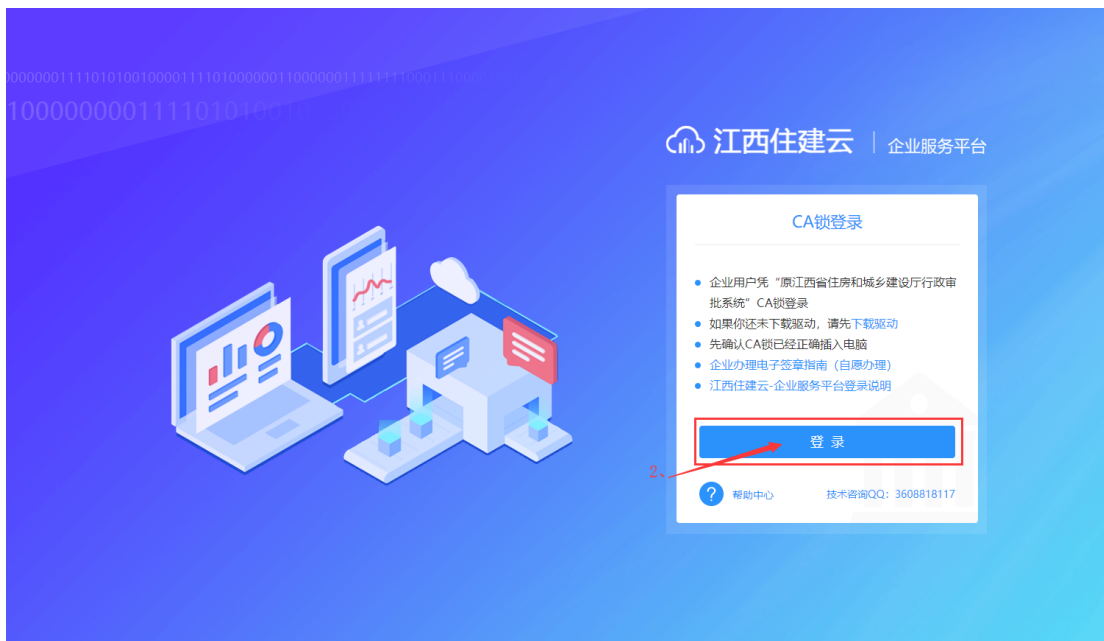 江西住建云 企业服务平台
CA锁登录
企业用户凭“原江西省住房和城乡建设厅行政审
批系统”CA锁登录
如果你还未下载驱动，请先下载驱动
先确认CA锁已经正确插入电脑
企业办理电子签章指南（自愿办理）
江西住建云-企业服务平台登录说明
登 录
2、
? 帮助中心 技术咨询QQ：3608818117